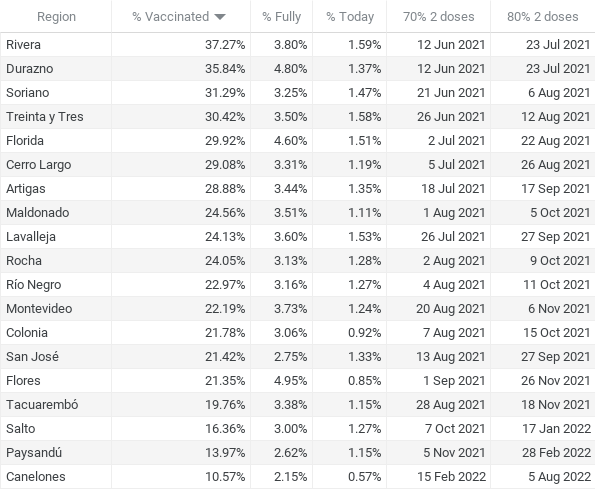 Region % Vaccinated % Fully % Today 70% 2 doses 80% 2 doses
Rivera 37.27% 3.80% 1.59% 12 Jun 2021 23 Jul 2021
Durazno 35.84% 4.80% 1.37% 12 Jun 2021 23 Jul 2021
Soriano 31.29% 3.25% 1.47% 21 Jun 2021 6 Aug 2021
Treinta y Tres 30.42% 3.50% 1.58% 26 Jun 2021 12 Aug 2021
Florida 29.92% 4.60% 1.51% 2 Jul 2021 22 Aug 2021
Cerro Largo 29.08% 3.31% 1.19% 5 Jul 2021 26 Aug 2021
Artigas 28.88% 3.44% 1.35% 18 Jul 2021 17 Sep 2021
Maldonado 24.56% 3.51% 1.11% 1 Aug 2021 5 Oct 2021
Lavalleja 24.13% 3.60% 1.53% 26 Jul 2021 27 Sep 2021
Rocha 24.05% 3.13% 1.28% 2 Aug 2021 9 Oct 2021
Río Negro 22.97% 3.16% 1.27% 4 Aug 2021 11 Oct 2021
Montevideo 22.19% 3.73% 1.24% 20 Aug 2021 6 Nov 2021
Colonia 21.78% 3.06% 0.92% 7 Aug 2021 15 Oct 2021
San José 21.42% 2.75% 1.33% 13 Aug 2021 27 Sep 2021
Flores 21.35% 4.95% 0.85% 1 Sep 2021 26 Nov 2021
Tacuarembó 19.76% 3.38% 1.15% 28 Aug 2021 18 Nov 2021
Salto 16.36% 3.00% 1.27% 7 Oct 2021 17 Jan 2022
Paysandú 13.97% 2.62% 1.15% 5 Nov 2021 28 Feb 2022
Canelones 10.57% 2.15% 0.57% 15 Feb 2022 5 Aug 2022